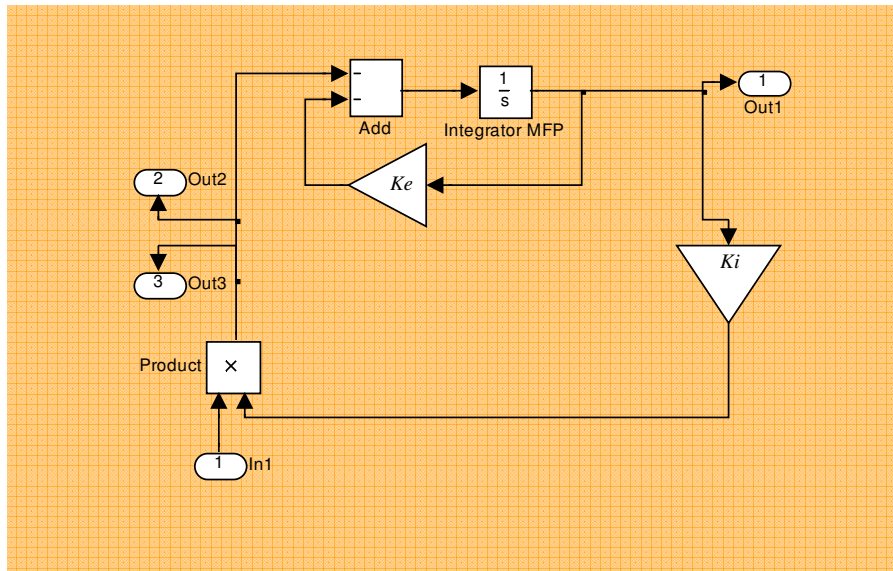 1
Out1
1
s
Integrator MFP
-
-
Add
Ke
2
Out2
Ki
3
Out3
Product
×
1
In1